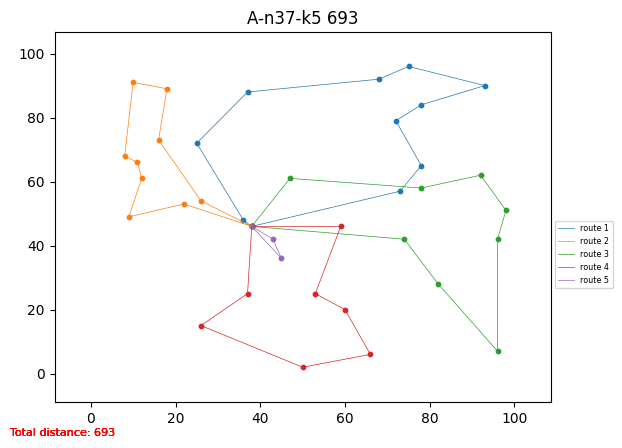 A-n37-k5 693
100
80
60
40
20
0
0 20 40 60 80 100
route 1
route 2
route 3
route 4
route 5
Total distance: 693